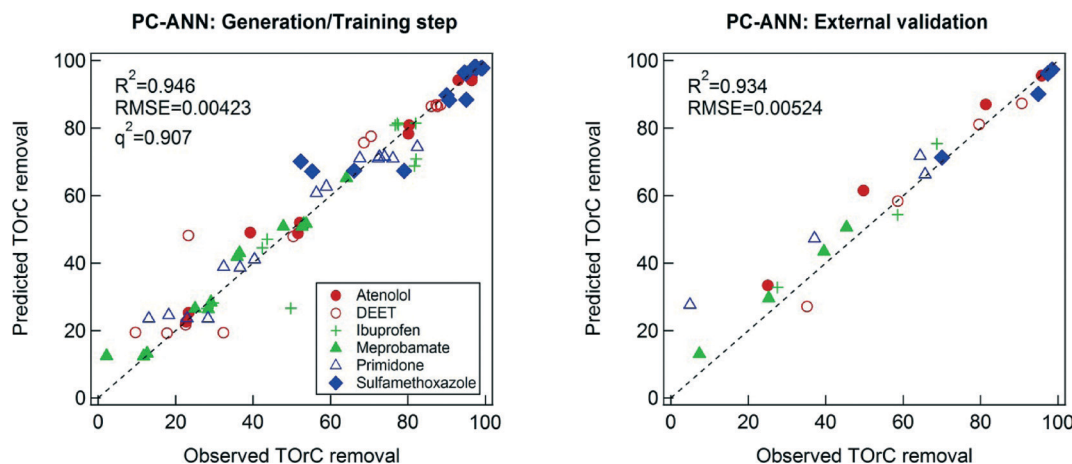 PC-ANN: Generation/Training step
R²=0.946
RMSE=0.00423
q²=0.907
Predicted TOrC removal
100
80
60
40
20
0
0 20 40 60 80 100
Observed TOrC removal
Atenolol
DEET
Ibuprofen
Meprobamate
Primidone
Sulfamethoxazole
PC-ANN: External validation
R²=0.934
RMSE=0.00524
Predicted TOrC removal
100
80
60
40
20
0
0 20 40 60 80 100
Observed TOrC removal